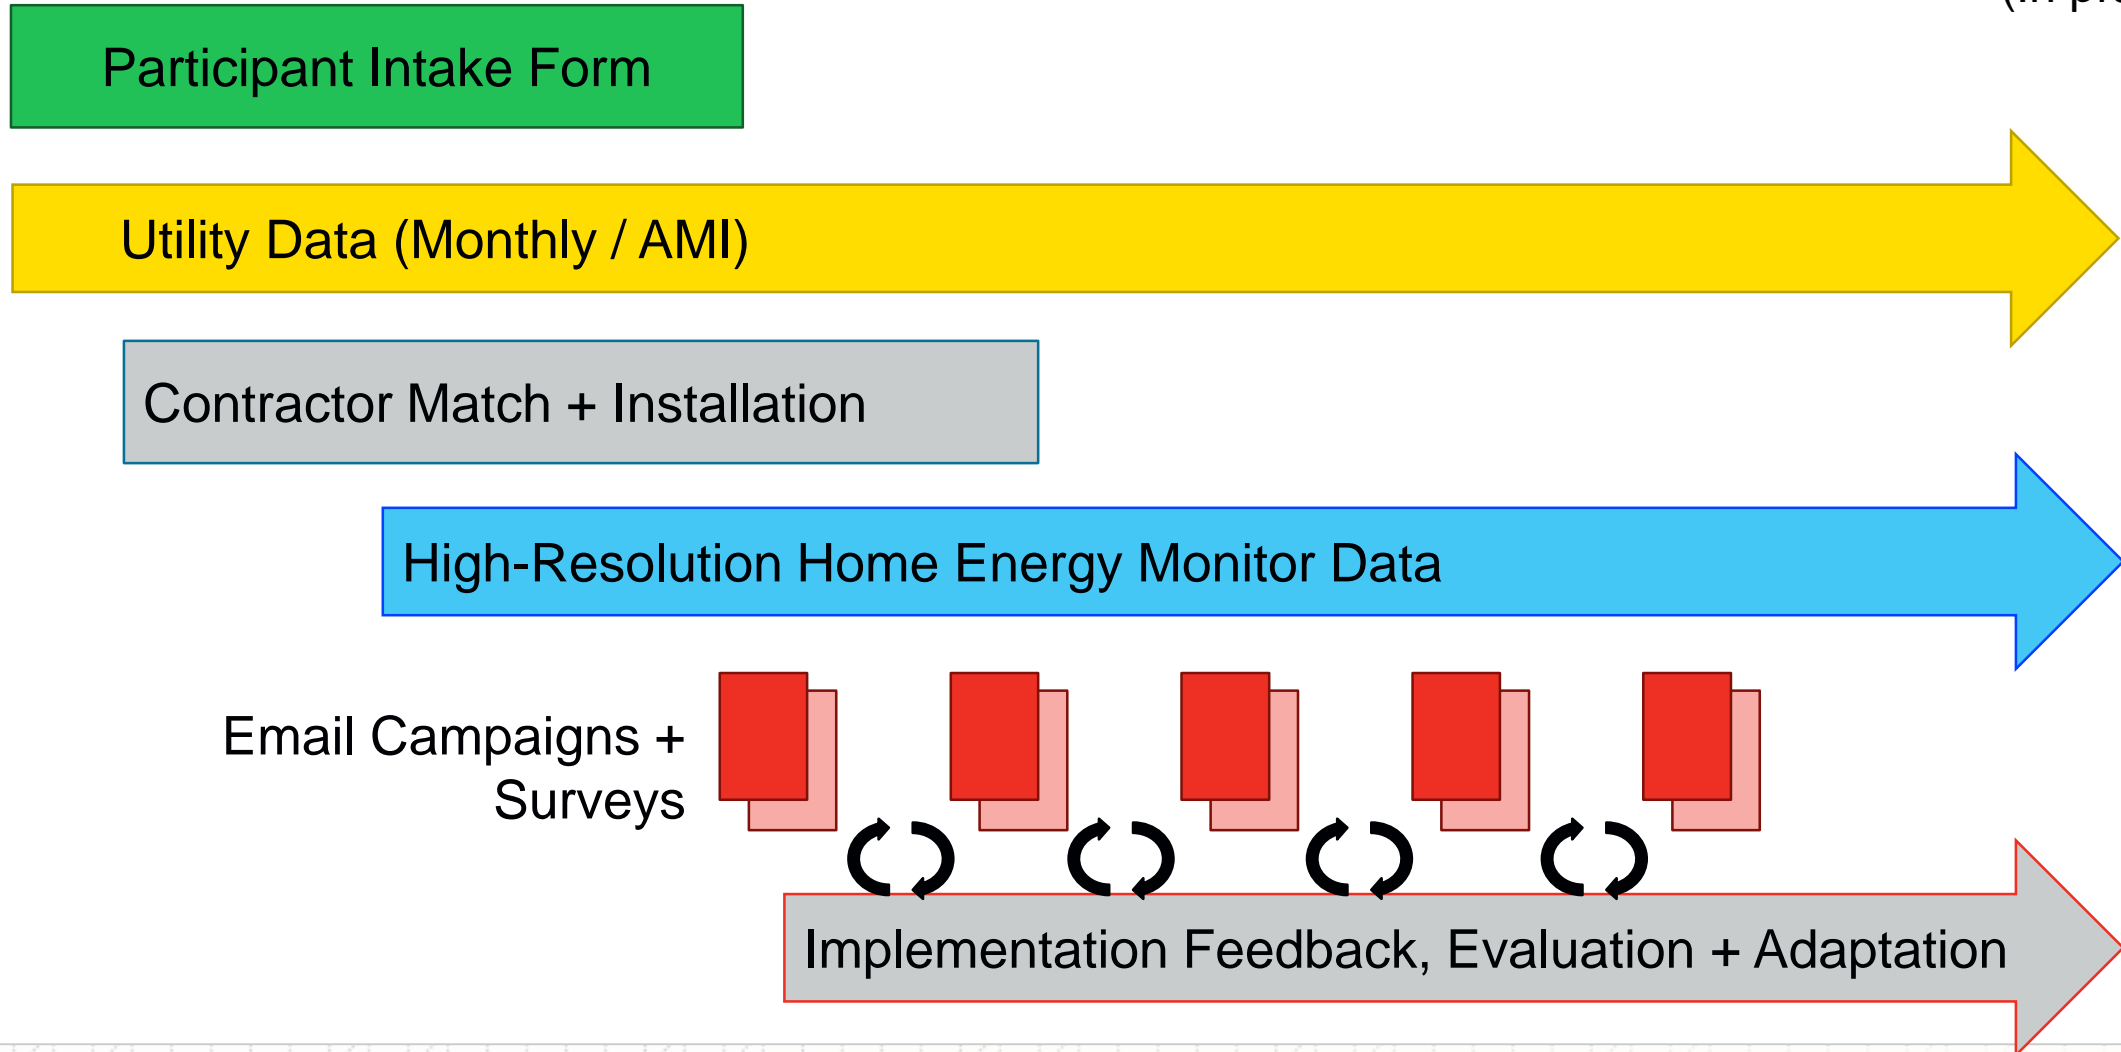 Participant Intake Form
Utility Data (Monthly / AMI)
Contractor Match + Installation
High-Resolution Home Energy Monitor Data
Email Campaigns +
Surveys
Implementation Feedback, Evaluation + Adaptation